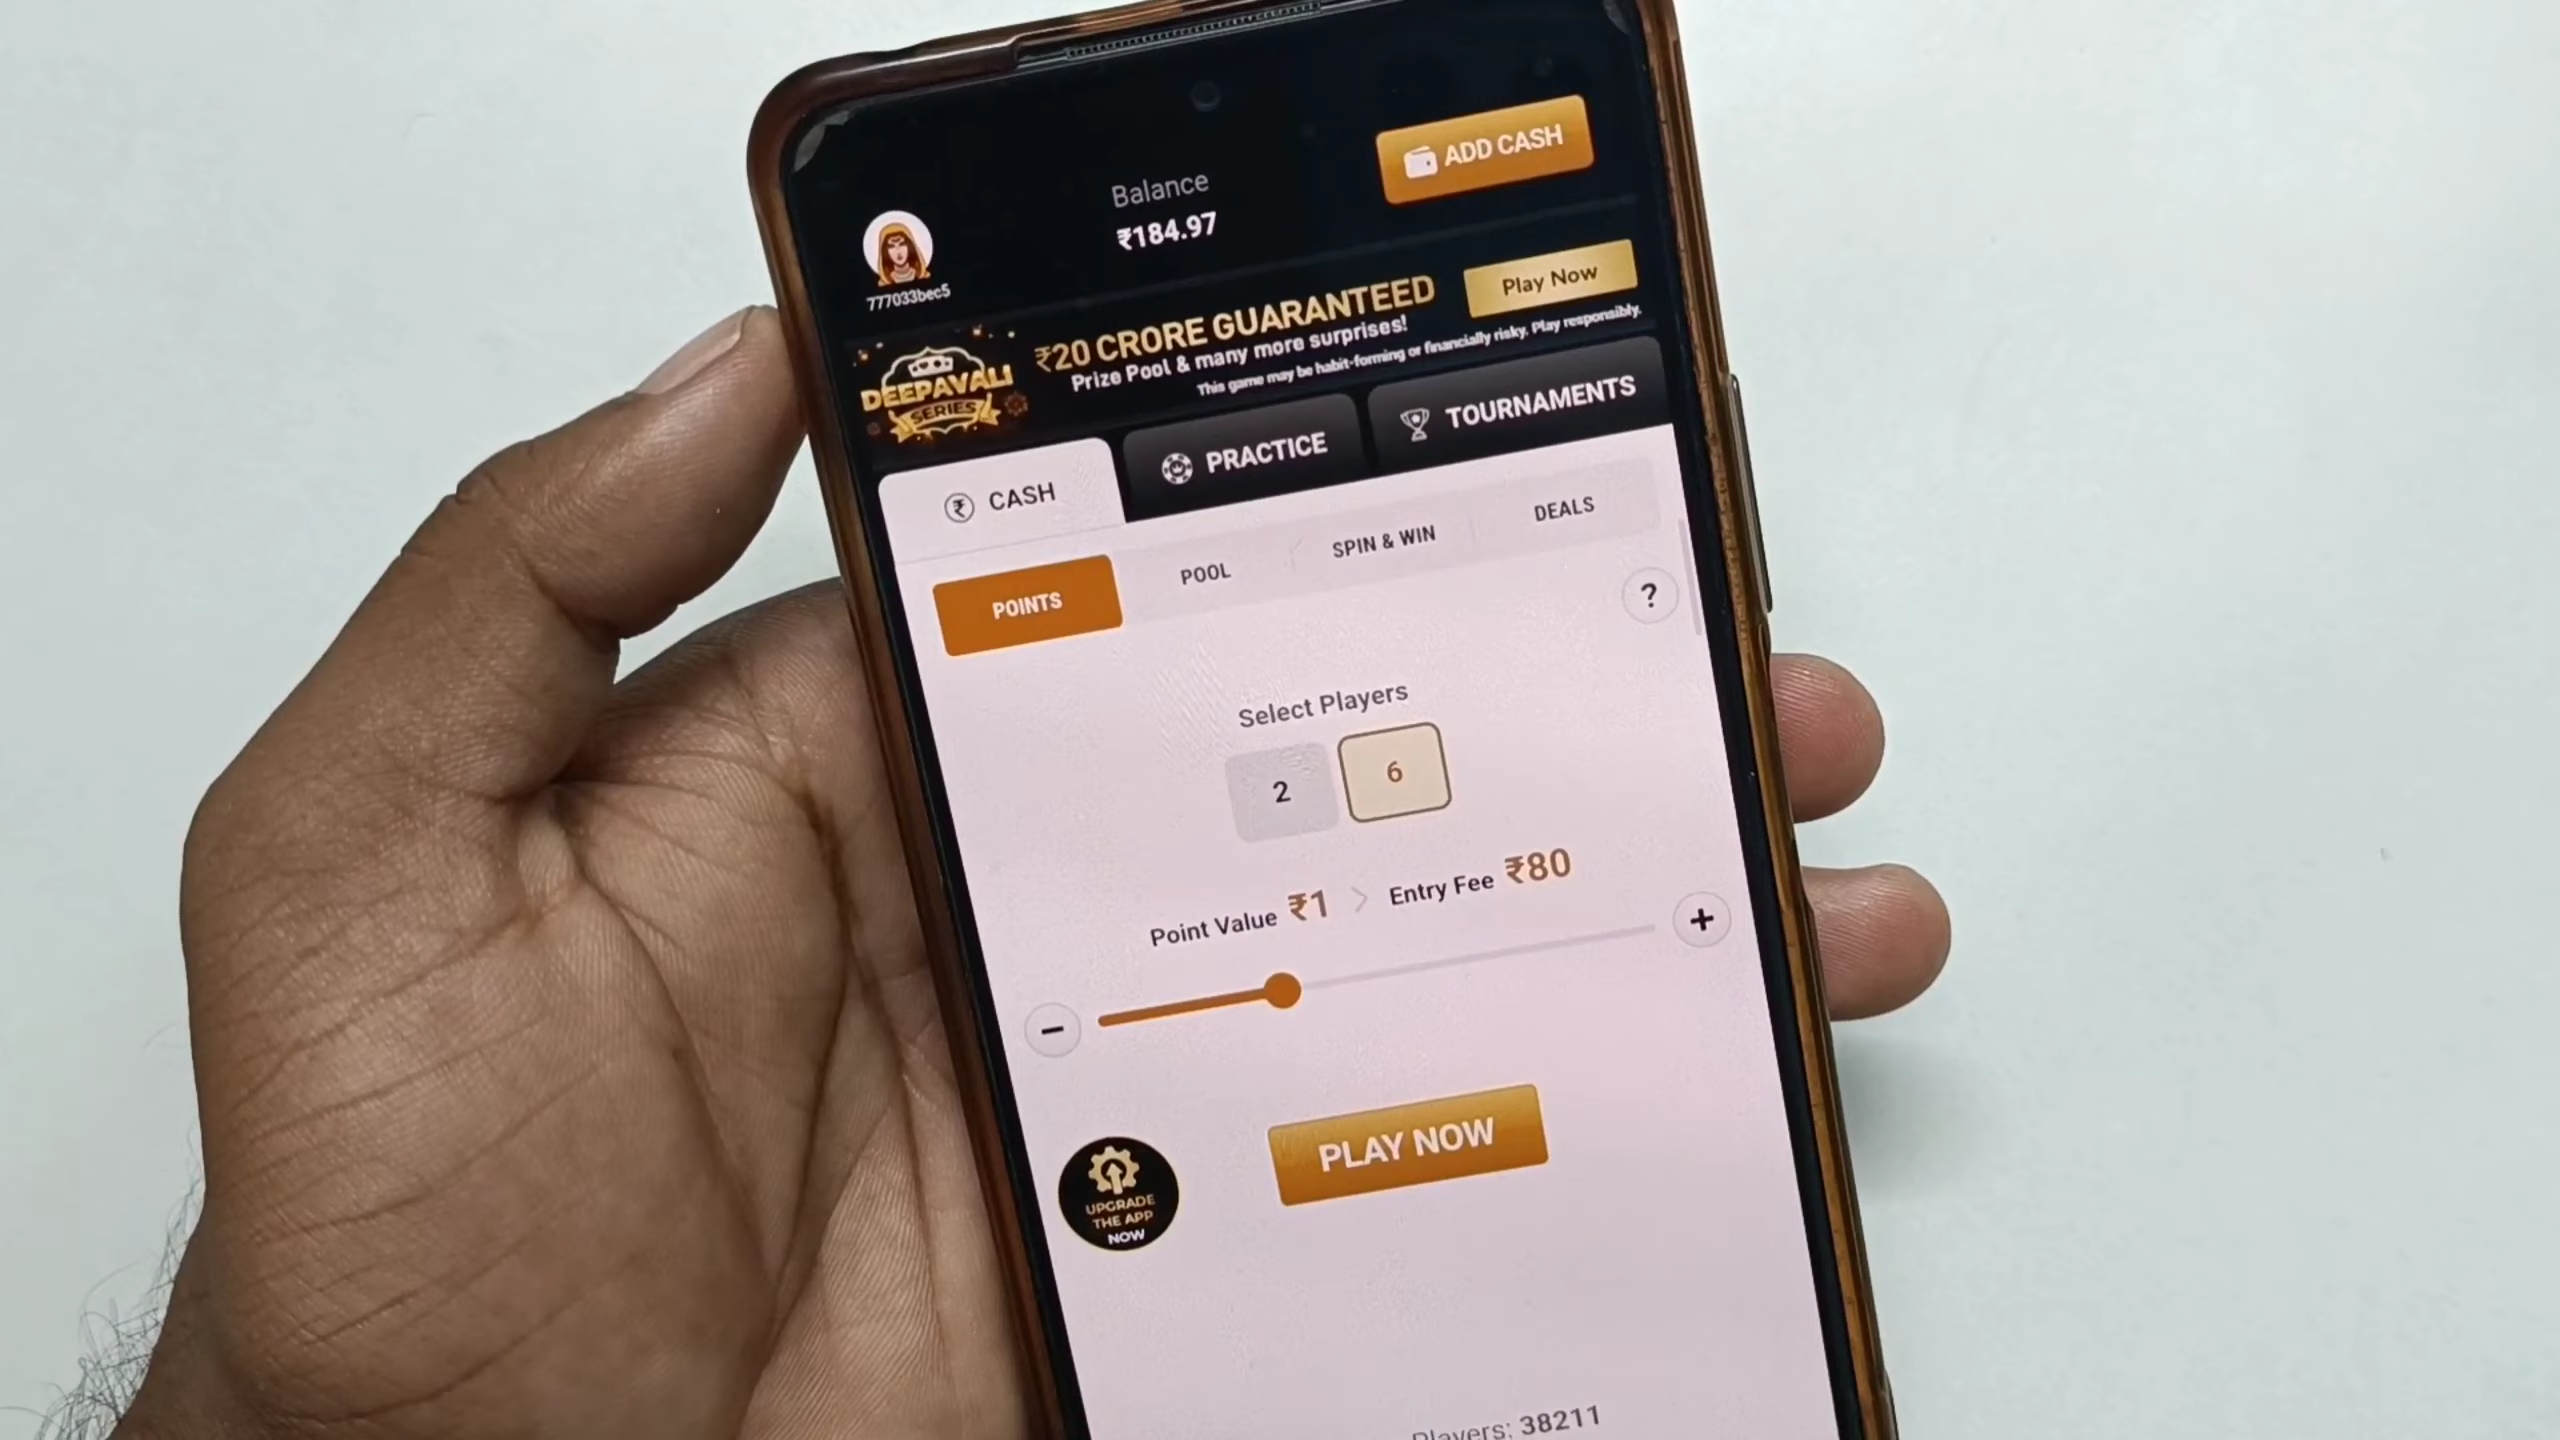 Balance
₹184.97
ADD CASH
777033bec5
DEEPAVALI
SERIES
₹20 CRORE GUARANTEED
Prize Pool & many more surprises!
This game may be habit-forming or financially risky. Play responsibly.
Play Now
₹ CASH
PRACTICE
TOURNAMENTS
POINTS
POOL
SPIN & WIN
DEALS
?
Select Players
2
6
Point Value ₹1 > Entry Fee ₹80
− +
PLAY NOW
UPGRADE
THE APP
NOW
Players: 38211